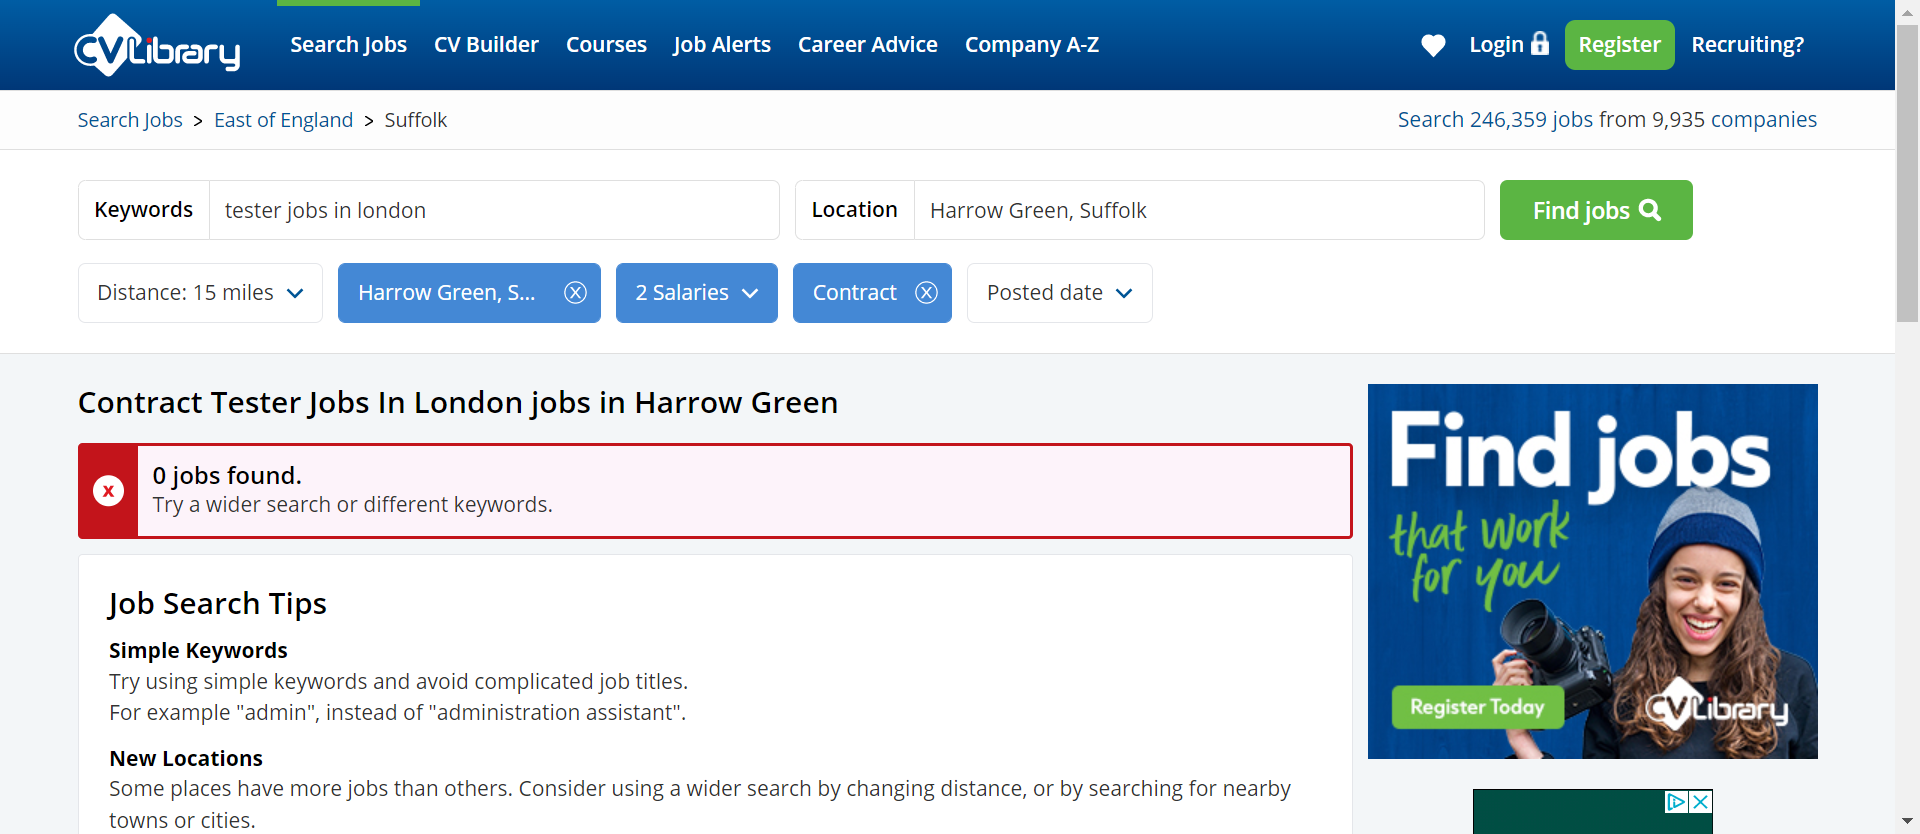 CVLibrary
Search Jobs CV Builder Courses Job Alerts Career Advice Company A-Z Login Register Recruiting?
Search Jobs > East of England > Suffolk
Search 246,359 jobs from 9,935 companies
Keywords tester jobs in london
Location Harrow Green, Suffolk
Find jobs
Distance: 15 miles Harrow Green, S... 2 Salaries Contract Posted date
Contract Tester Jobs In London jobs in Harrow Green
0 jobs found.
Try a wider search or different keywords.
Job Search Tips
Simple Keywords
Try using simple keywords and avoid complicated job titles.
For example "admin", instead of "administration assistant".
New Locations
Some places have more jobs than others. Consider using a wider search by changing distance, or by searching for nearby
towns or cities.
Find jobs
that work
for you
Register Today
CVLibrary